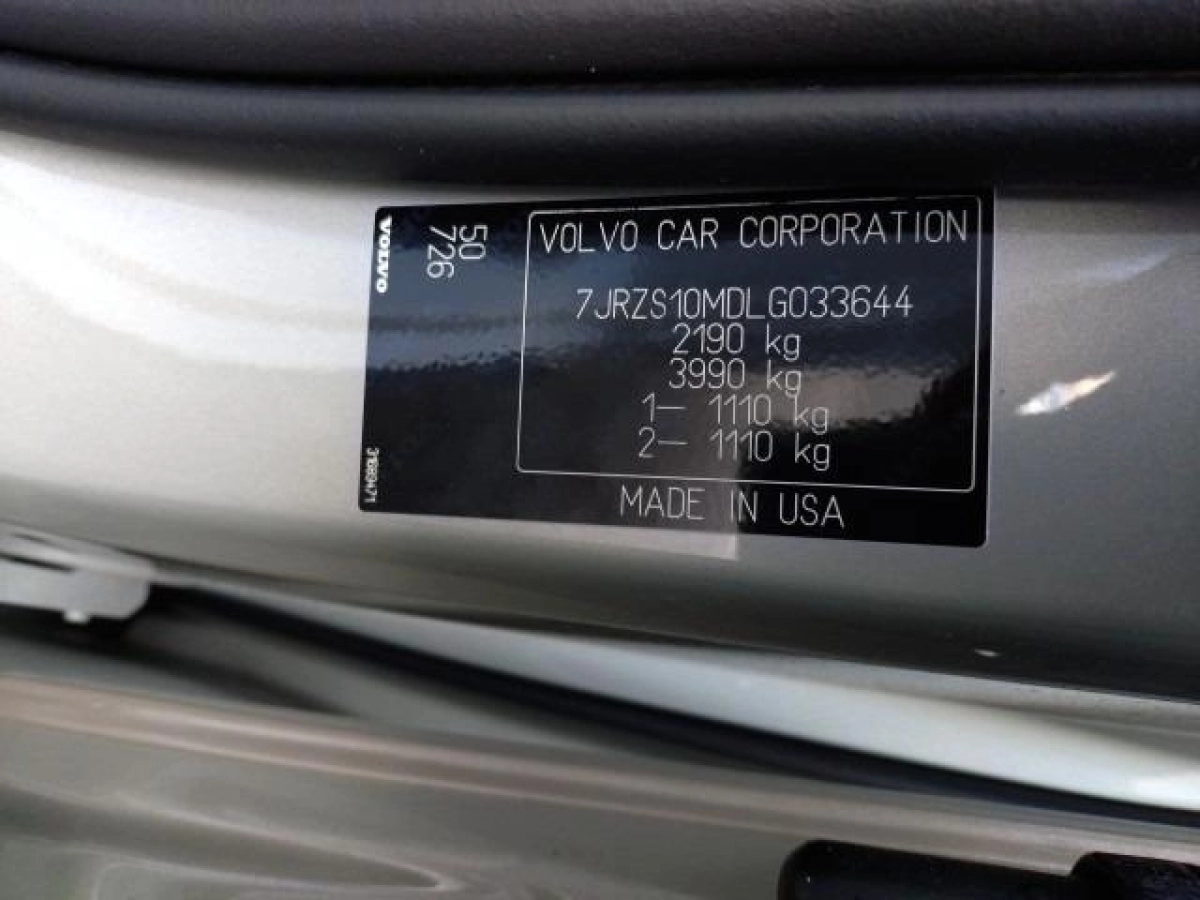 VOLVO
50
726
31689471
VOLVO CAR CORPORATION
7JRZS10MDLG033644
2190 kg
3990 kg
1– 1110 kg
2– 1110 kg
MADE IN USA